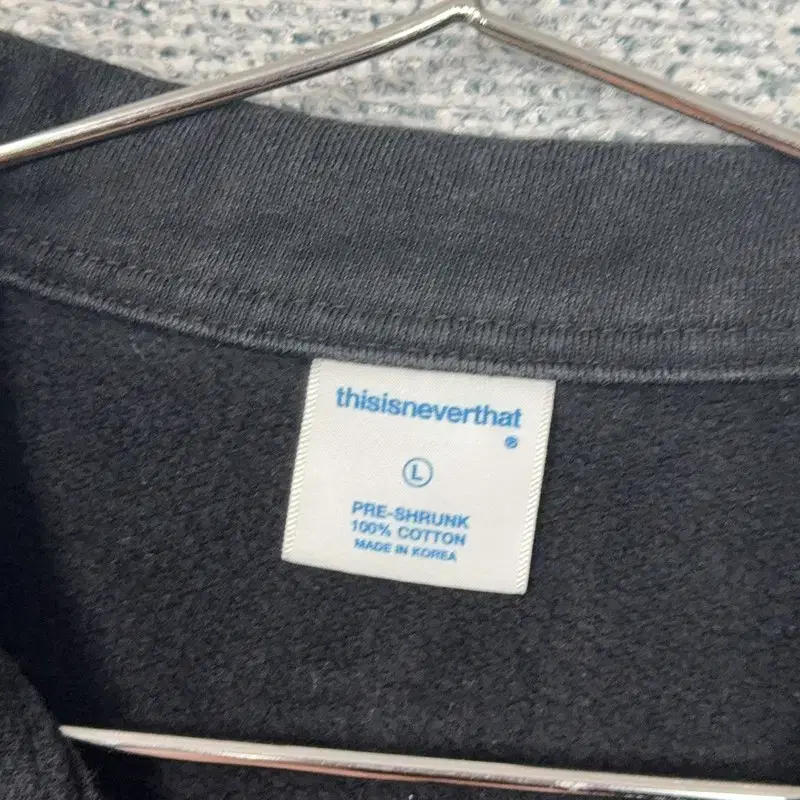 thisisneverthat
®
L
PRE-SHRUNK
100% COTTON
MADE IN KOREA